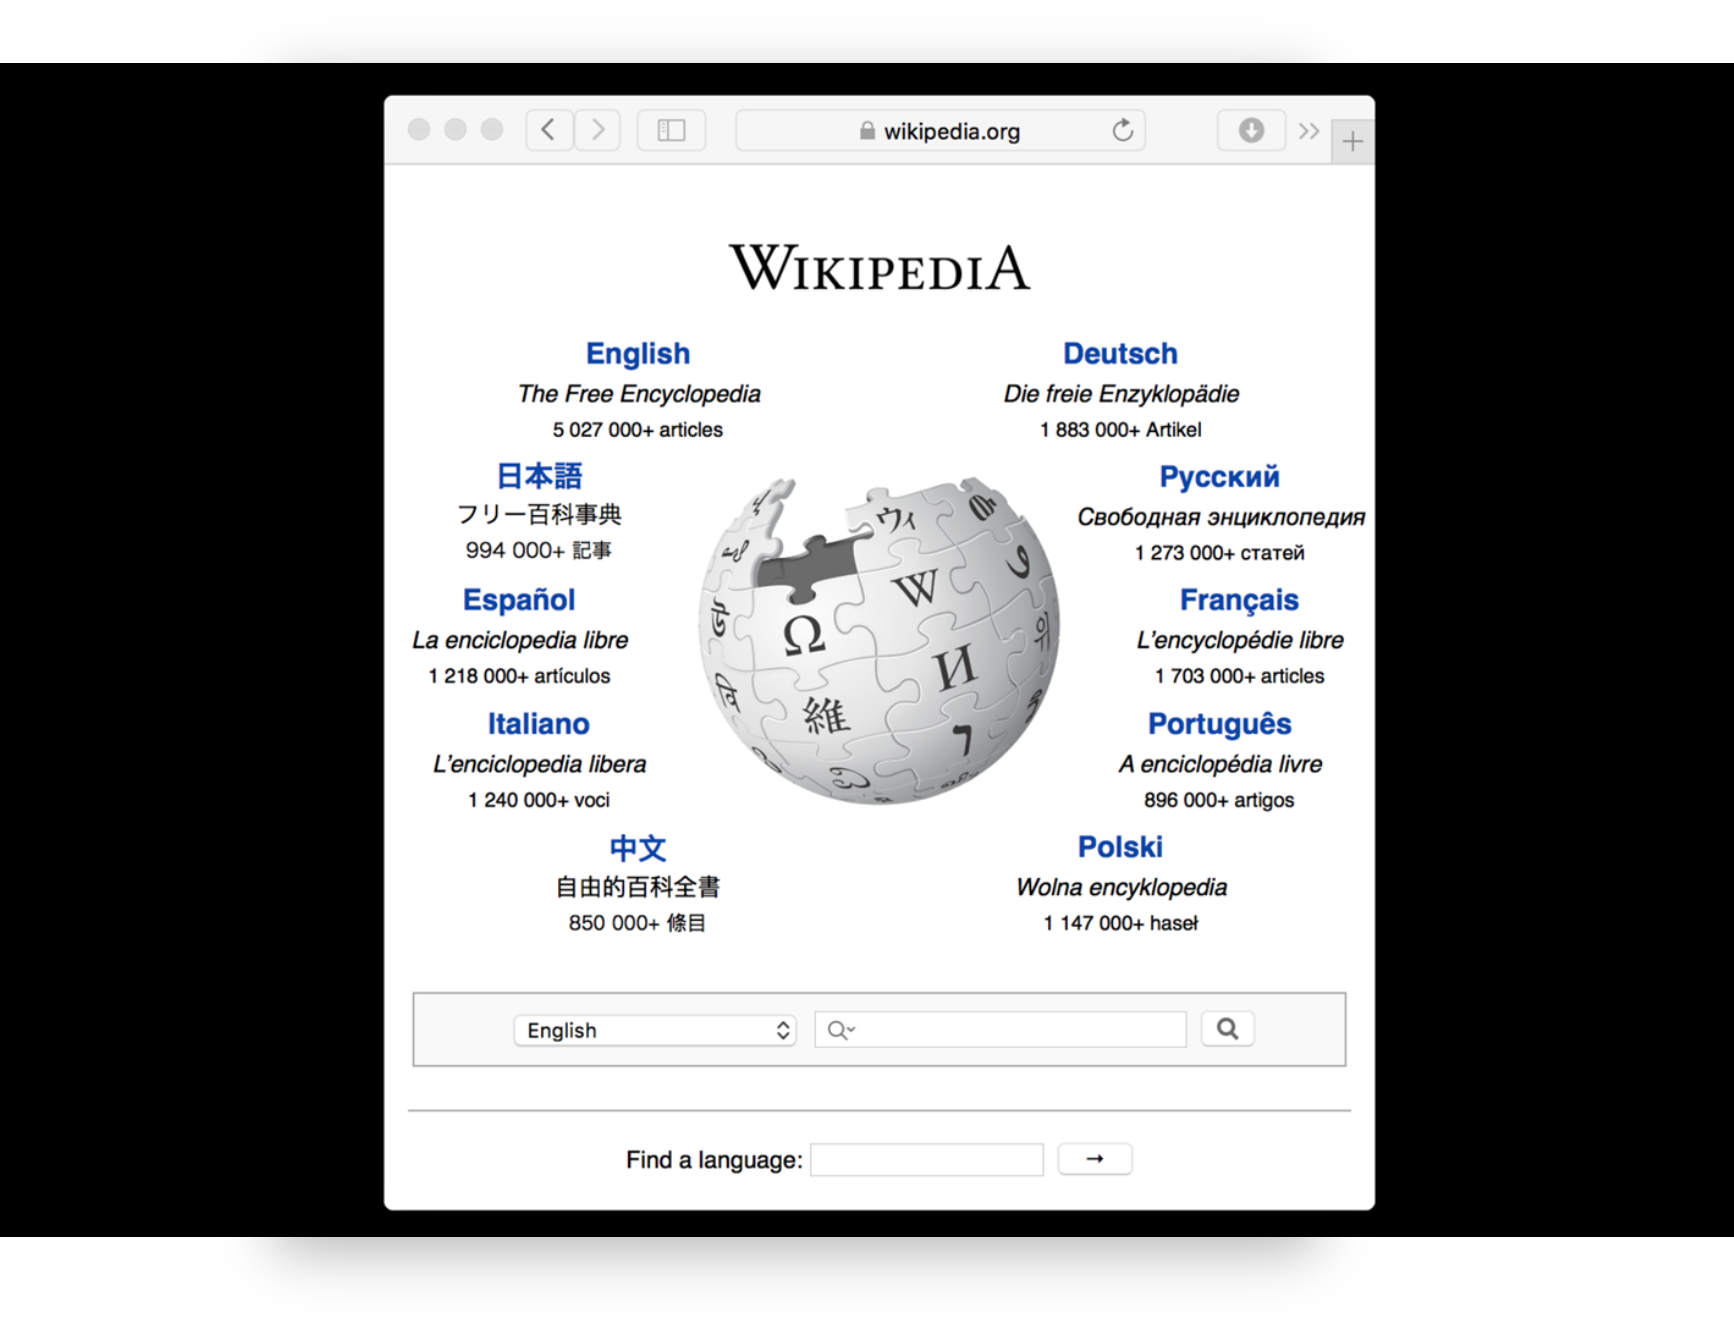 wikipedia.org
WIKIPEDIA
English
The Free Encyclopedia
5 027 000+ articles
Deutsch
Die freie Enzyklopädie
1 883 000+ Artikel
日本語
フリー百科事典
994 000+ 記事
Русский
Свободная энциклопедия
1 273 000+ статей
Español
La enciclopedia libre
1 218 000+ artículos
Français
L'encyclopédie libre
1 703 000+ articles
Italiano
L'enciclopedia libera
1 240 000+ voci
Português
A enciclopédia livre
896 000+ artigos
中文
自由的百科全書
850 000+ 條目
Polski
Wolna encyklopedia
1 147 000+ haseł
ウィ
W
Ω
И
위
維
English
Find a language:
→